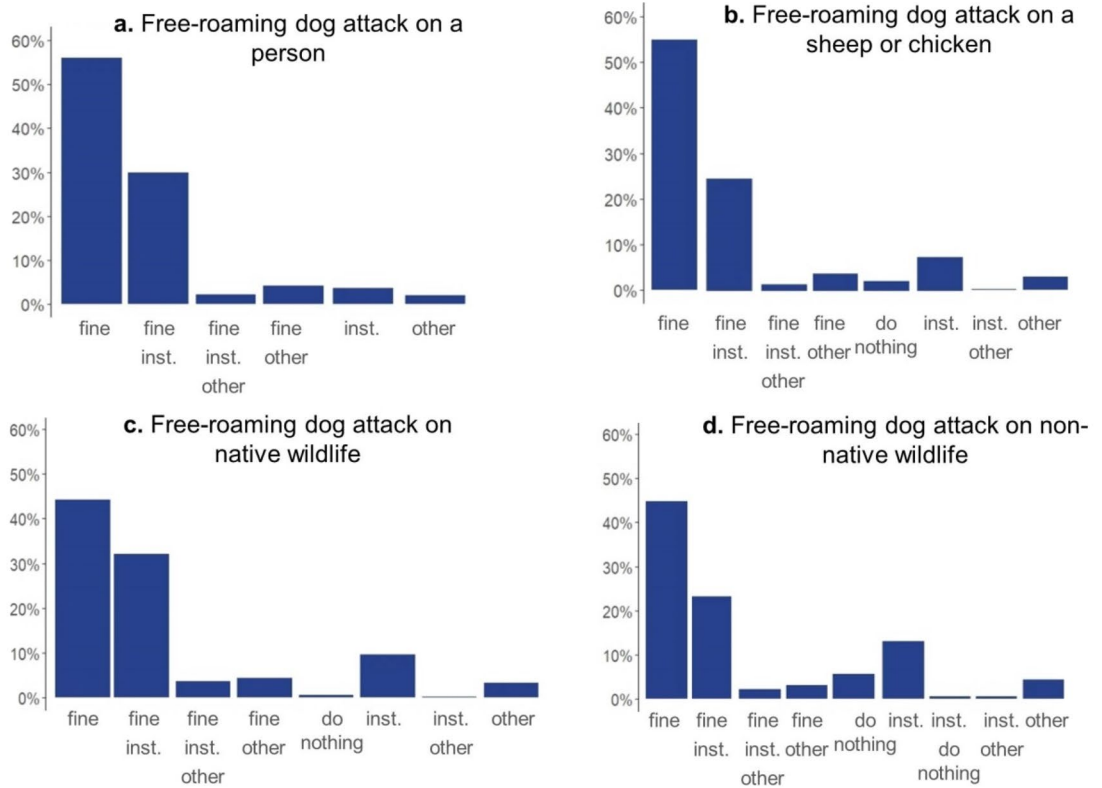 a. Free-roaming dog attack on a
person
60%
50%
40%
30%
20%
10%
0%
fine fine fine fine inst. other
inst. inst. other
other
b. Free-roaming dog attack on a
sheep or chicken
60%
50%
40%
30%
20%
10%
0%
fine fine fine fine do inst. inst. other
inst. inst. other nothing other
other
c. Free-roaming dog attack on
native wildlife
60%
50%
40%
30%
20%
10%
0%
fine fine fine fine do inst. inst. other
inst. inst. other nothing other
other
d. Free-roaming dog attack on non-
native wildlife
60%
50%
40%
30%
20%
10%
0%
fine fine fine fine do inst. inst. inst. other
inst. inst. other nothing do other
other nothing